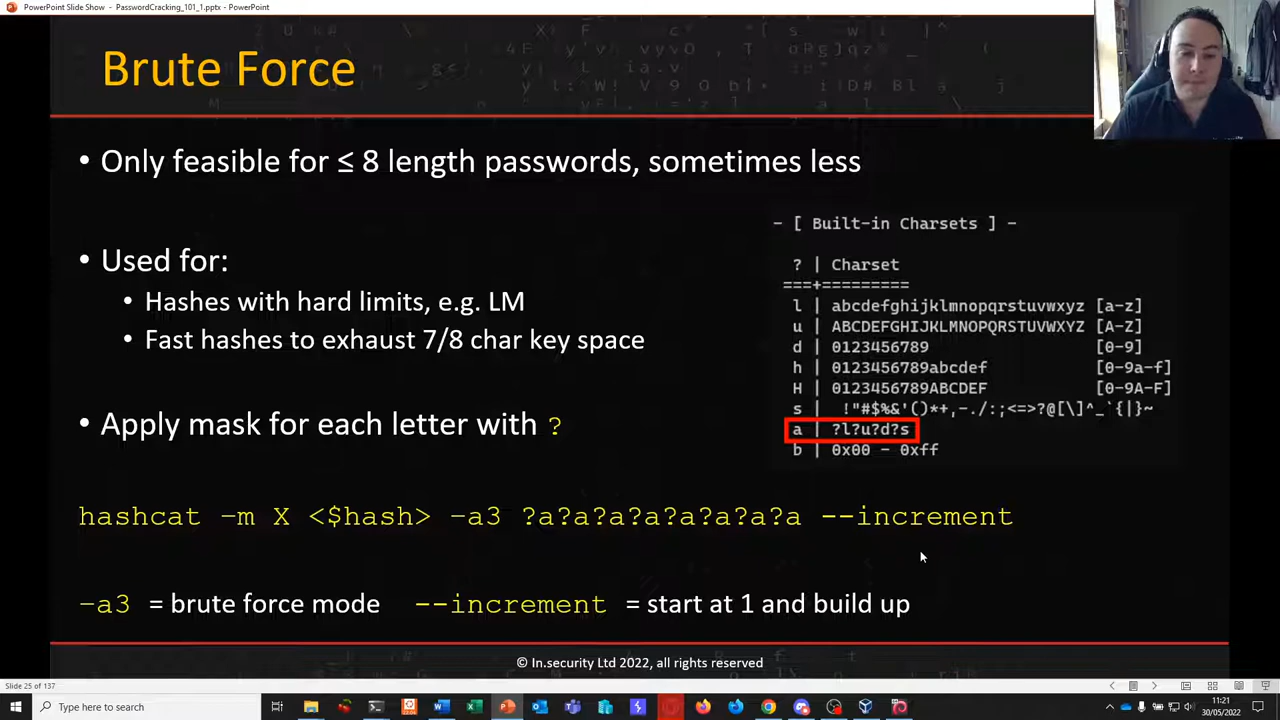 PowerPoint Slide Show - PasswordCracking_101_1.pptx - PowerPoint
Brute Force
• Only feasible for ≤ 8 length passwords, sometimes less
• Used for:
• Hashes with hard limits, e.g. LM
• Fast hashes to exhaust 7/8 char key space
• Apply mask for each letter with ?
- [ Built-in Charsets ] -
? | Charset
===+=========
l | abcdefghijklmnopqrstuvwxyz [a-z]
u | ABCDEFGHIJKLMNOPQRSTUVWXYZ [A-Z]
d | 0123456789 [0-9]
h | 0123456789abcdef [0-9a-f]
H | 0123456789ABCDEF [0-9A-F]
s | !"#$%&'()*+,-./:;<=>?@[\]^_`{|}~
a | ?l?u?d?s
b | 0x00 - 0xff
hashcat –m X <$hash> –a3 ?a?a?a?a?a?a?a?a --increment
–a3 = brute force mode --increment = start at 1 and build up
© In.security Ltd 2022, all rights reserved
Slide 25 of 137
Type here to search
11:21
30/05/2022